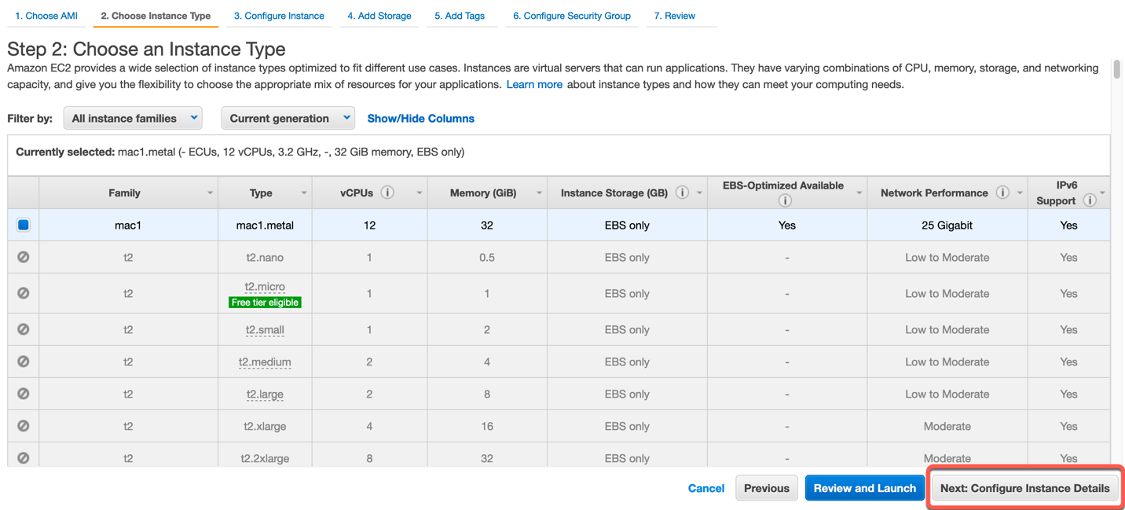 1. Choose AMI 2. Choose Instance Type 3. Configure Instance 4. Add Storage 5. Add Tags 6. Configure Security Group 7. Review
Step 2: Choose an Instance Type
Amazon EC2 provides a wide selection of instance types optimized to fit different use cases. Instances are virtual servers that can run applications. They have varying combinations of CPU, memory, storage, and networking
capacity, and give you the flexibility to choose the appropriate mix of resources for your applications. Learn more about instance types and how they can meet your computing needs.
Filter by: All instance families Current generation Show/Hide Columns
Currently selected: mac1.metal (- ECUs, 12 vCPUs, 3.2 GHz, -, 32 GiB memory, EBS only)
Family Type vCPUs Memory (GiB) Instance Storage (GB) EBS-Optimized Available Network Performance IPv6
Support
mac1 mac1.metal 12 32 EBS only Yes 25 Gigabit Yes
t2 t2.nano 1 0.5 EBS only - Low to Moderate Yes
t2 t2.micro 1 1 EBS only - Low to Moderate Yes
Free tier eligible
t2 t2.small 1 2 EBS only - Low to Moderate Yes
t2 t2.medium 2 4 EBS only - Low to Moderate Yes
t2 t2.large 2 8 EBS only - Low to Moderate Yes
t2 t2.xlarge 4 16 EBS only - Moderate Yes
t2 t2.2xlarge 8 32 EBS only - Moderate Yes
Cancel Previous Review and Launch Next: Configure Instance Details